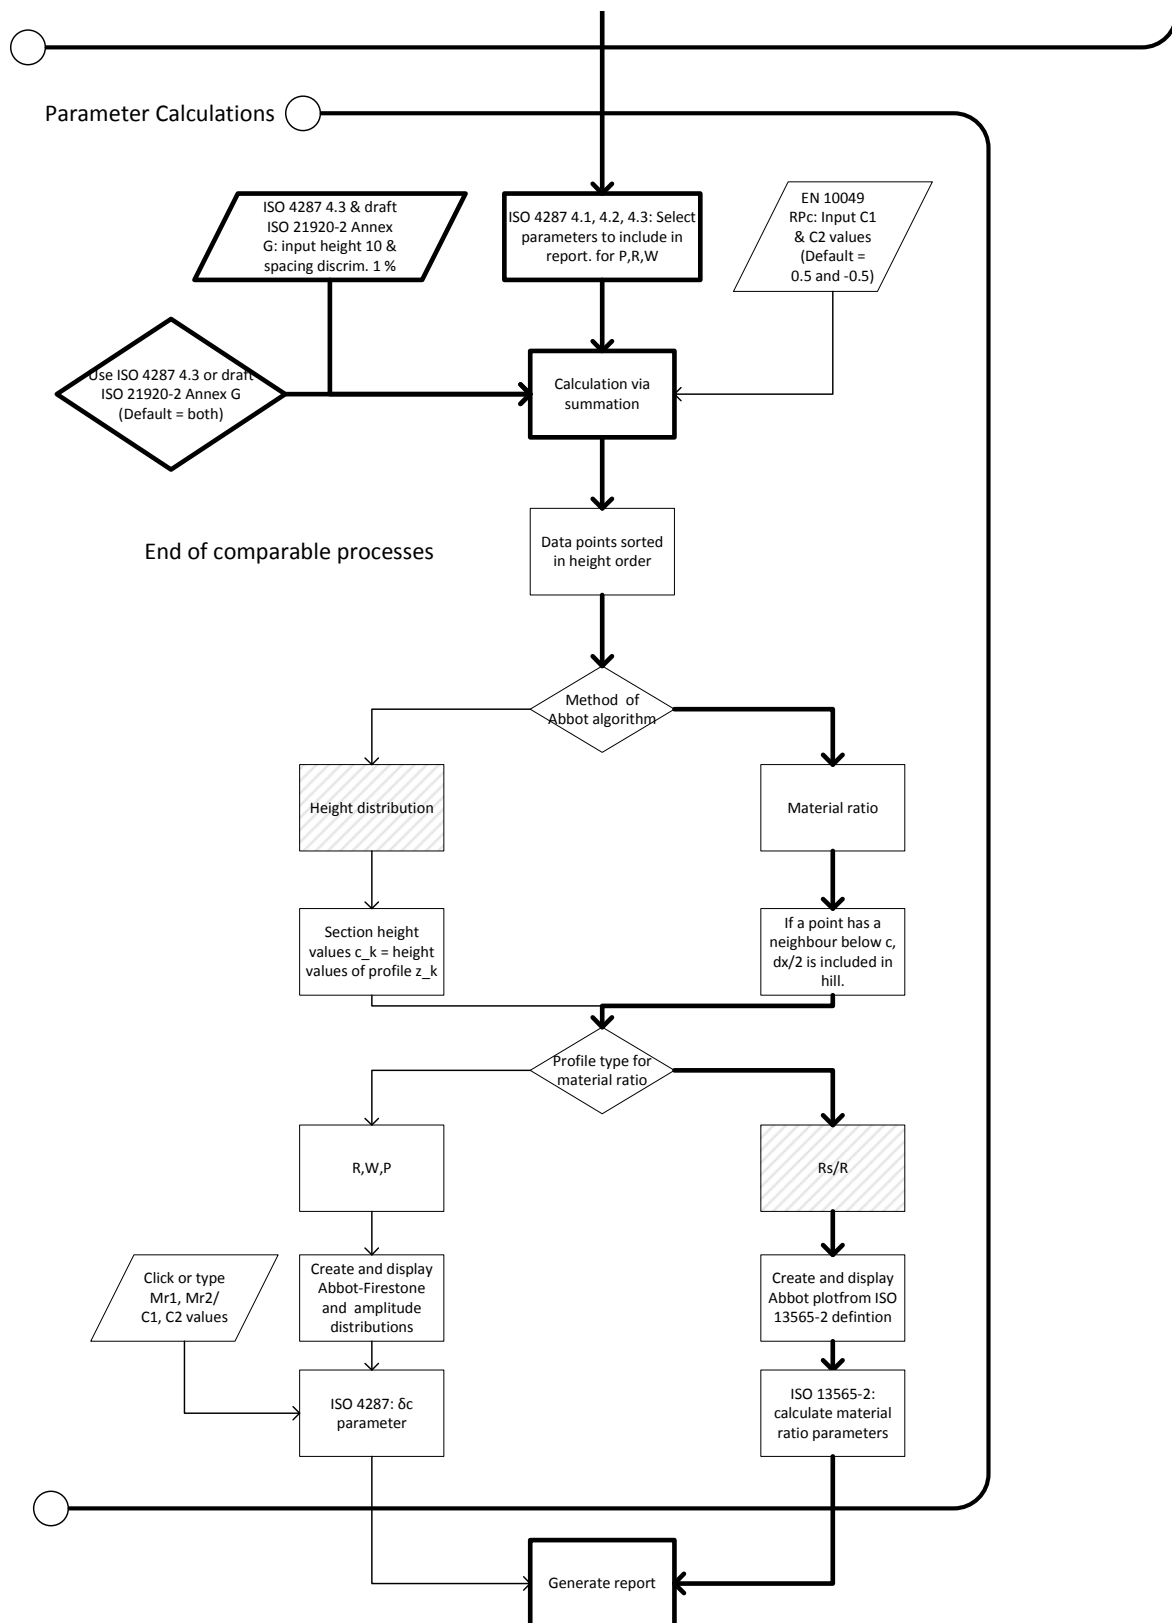 Parameter Calculations
ISO 4287 4.3 & draft
ISO 21920-2 Annex
G: input height 10 &
spacing discrim. 1 %
ISO 4287 4.1, 4.2, 4.3: Select
parameters to include in
report. for P,R,W
EN 10049
RPc: Input C1
& C2 values
(Default =
0.5 and -0.5)
Use ISO 4287 4.3 or draft
ISO 21920-2 Annex G
(Default = both)
Calculation via
summation
End of comparable processes
Data points sorted
in height order
Method of
Abbot algorithm
Height distribution
Material ratio
Section height
values c_k = height
values of profile z_k
If a point has a
neighbour below c,
dx/2 is included in
hill.
Profile type for
material ratio
R,W,P
Rs/R
Click or type
Mr1, Mr2/
C1, C2 values
Create and display
Abbot-Firestone
and amplitude
distributions
Create and display
Abbot plotfrom ISO
13565-2 defintion
ISO 4287: δc
parameter
ISO 13565-2:
calculate material
ratio parameters
Generate report